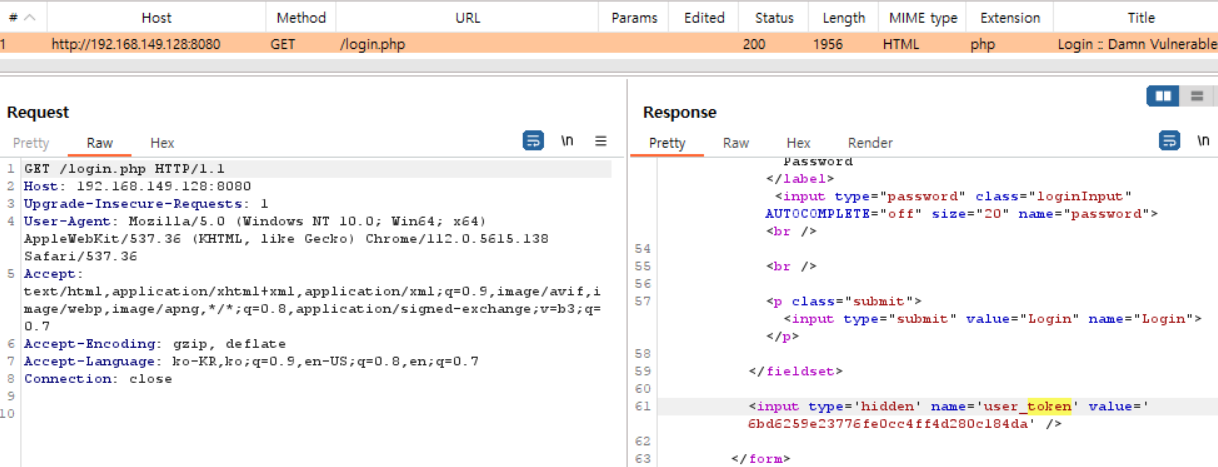 # Host Method URL Params Edited Status Length MIME type Extension Title
1 http://192.168.149.128:8080 GET /login.php 200 1956 HTML php Login :: Damn Vulnerable
Request
Pretty Raw Hex \n
1 GET /login.php HTTP/1.1
2 Host: 192.168.149.128:8080
3 Upgrade-Insecure-Requests: 1
4 User-Agent: Mozilla/5.0 (Windows NT 10.0; Win64; x64)
AppleWebKit/537.36 (KHTML, like Gecko) Chrome/112.0.5615.138
Safari/537.36
5 Accept:
text/html,application/xhtml+xml,application/xml;q=0.9,image/avif,i
mage/webp,image/apng,*/*;q=0.8,application/signed-exchange;v=b3;q=
0.7
6 Accept-Encoding: gzip, deflate
7 Accept-Language: ko-KR,ko;q=0.9,en-US;q=0.8,en;q=0.7
8 Connection: close
9
10
Response
Pretty Raw Hex Render \n
Password
</label>
<input type="password" class="loginInput"
AUTOCOMPLETE="off" size="20" name="password">
<br />
54
55 <br />
56
57 <p class="submit">
<input type="submit" value="Login" name="Login">
</p>
58
59 </fieldset>
60
61 <input type='hidden' name='user_token' value='
6bd6259e23776fe0cc4ff4d280c184da' />
62
63 </form>